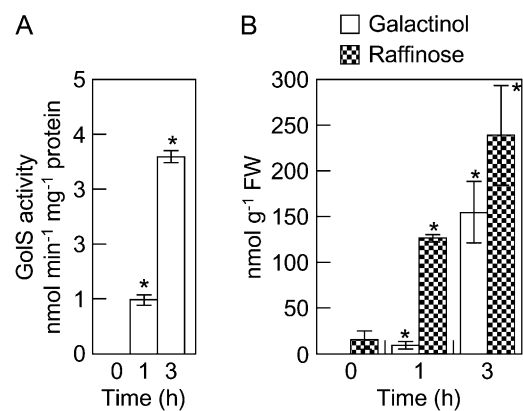 A
GolS activity
nmol min⁻¹ mg⁻¹ protein
5
4
3
3
1
0
*
*
0 1 3
Time (h)
B
Galactinol
Raffinose
nmol g⁻¹ FW
300
250
200
150
100
50
0
*
*
*
*
0 1 3
Time (h)